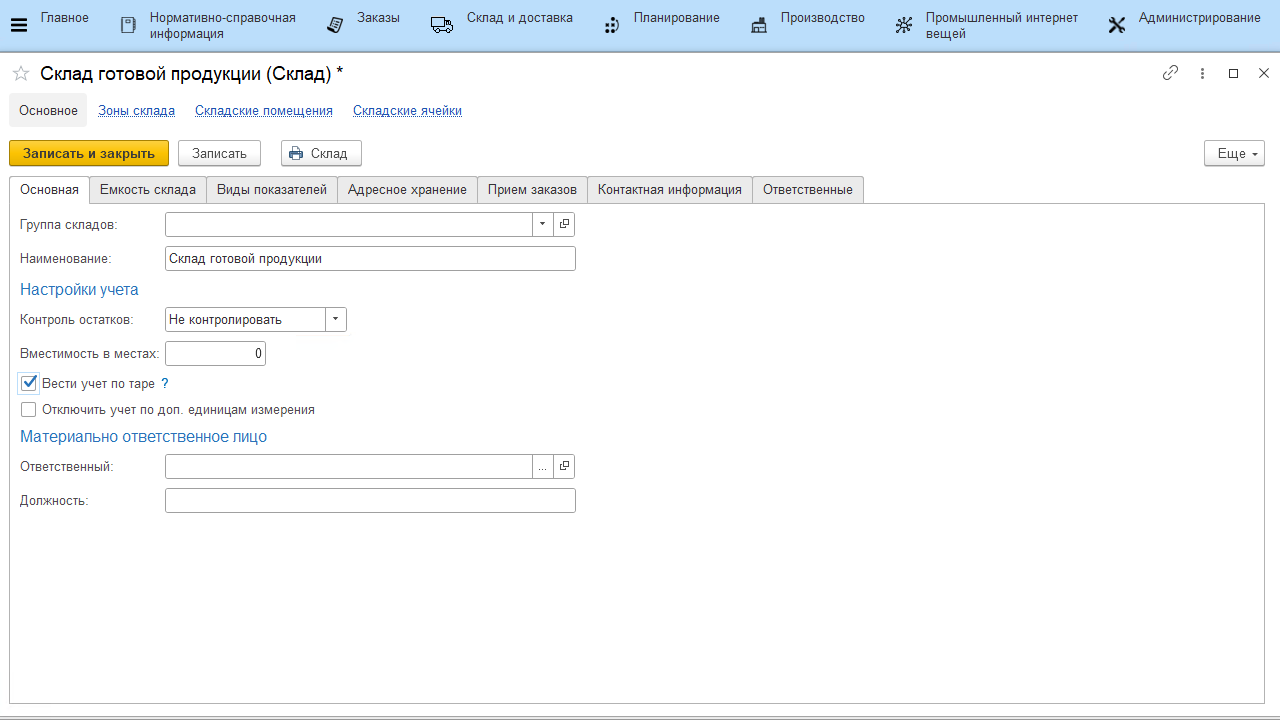 Главное
Нормативно-справочная
информация
Заказы
Склад и доставка
Планирование
Производство
Промышленный интернет
вещей
Администрирование
Склад готовой продукции (Склад) *
Основное Зоны склада Складские помещения Складские ячейки
Записать и закрыть Записать Склад Еще
Основная Емкость склада Виды показателей Адресное хранение Прием заказов Контактная информация Ответственные
Группа складов:
Наименование: Склад готовой продукции
Настройки учета
Контроль остатков: Не контролировать
Вместимость в местах: 0
Вести учет по таре ?
Отключить учет по доп. единицам измерения
Материально ответственное лицо
Ответственный: ...
Должность: